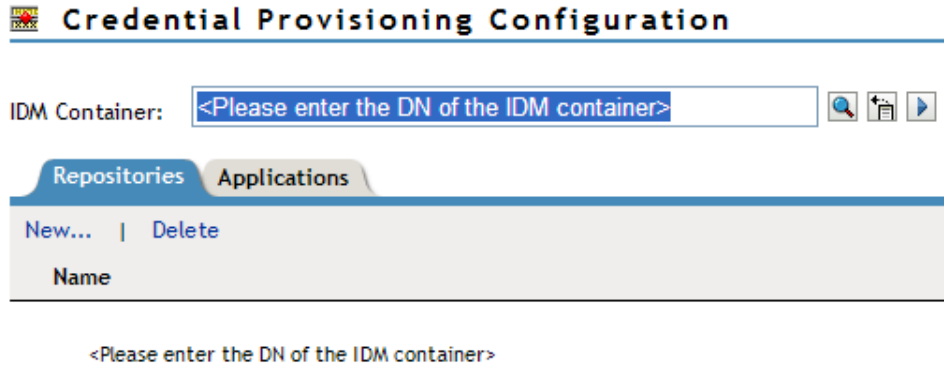 Credential Provisioning Configuration
IDM Container: <Please enter the DN of the IDM container>
Repositories Applications
New... | Delete
Name
<Please enter the DN of the IDM container>